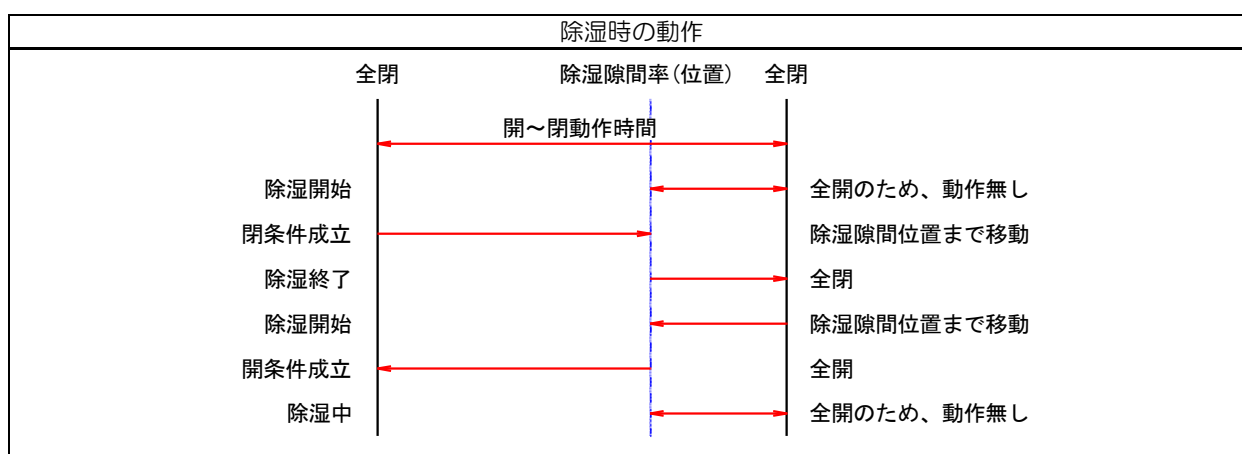 除湿時の動作
全閉 除湿隙間率(位置) 全閉
開～閉動作時間
除湿開始 全開のため、動作無し
閉条件成立 除湿隙間位置まで移動
除湿終了 全閉
除湿開始 除湿隙間位置まで移動
開条件成立 全開
除湿中 全開のため、動作無し